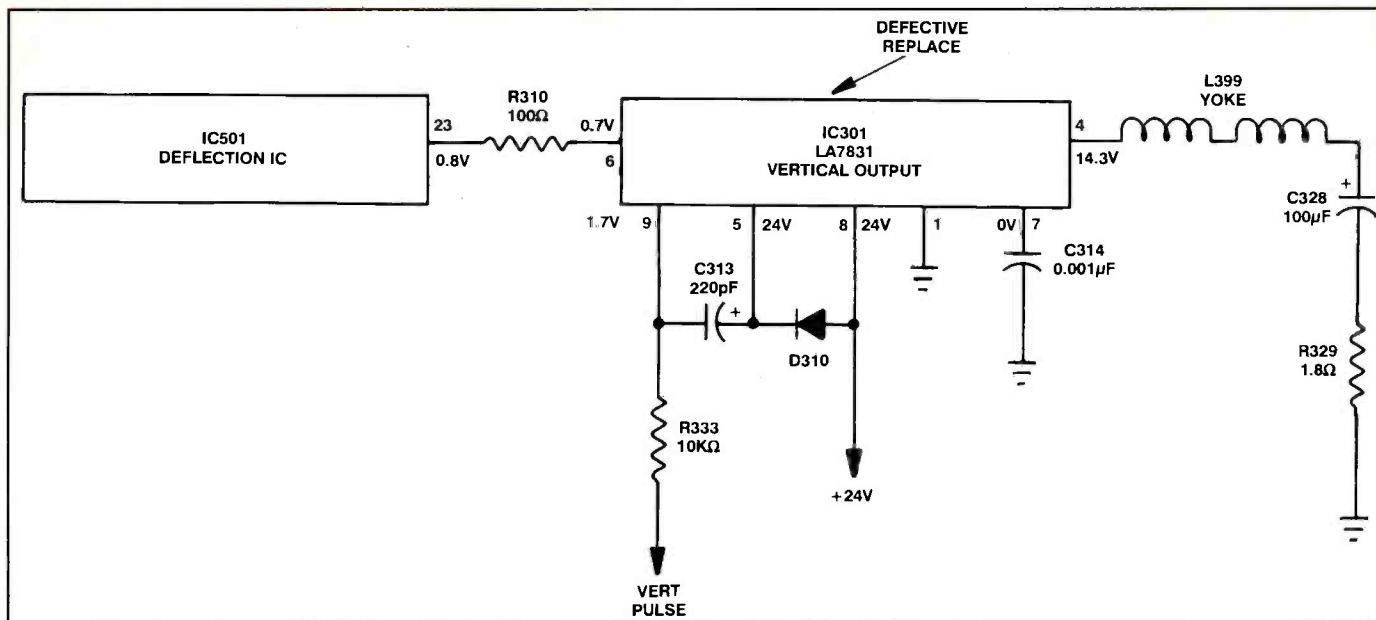 DEFECTIVE
REPLACE
IC501
DEFLECTION IC
23
0.8V
R310
100Ω
0.7V
6
IC301
LA7831
VERTICAL OUTPUT
4
14.3V
L399
YOKE
C328
100µF
+
R329
1.8Ω
1.7V
9
5
24V
8
24V
1
0V
7
C314
0.001µF
C313
220pF
+
D310
R333
10KΩ
+24V
VERT
PULSE